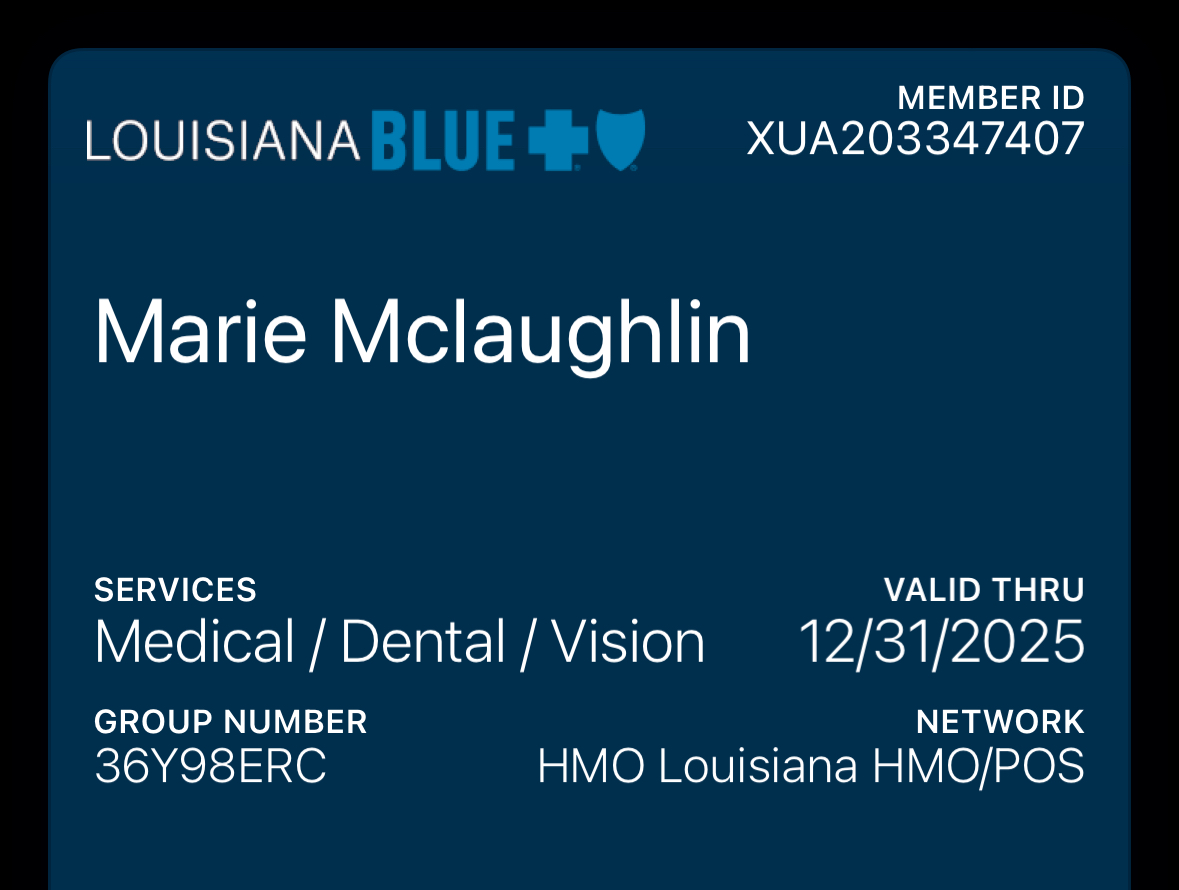 LOUISIANA BLUE
MEMBER ID
XUA203347407
Marie Mclaughlin
SERVICES
Medical / Dental / Vision
VALID THRU
12/31/2025
GROUP NUMBER
36Y98ERC
NETWORK
HMO Louisiana HMO/POS